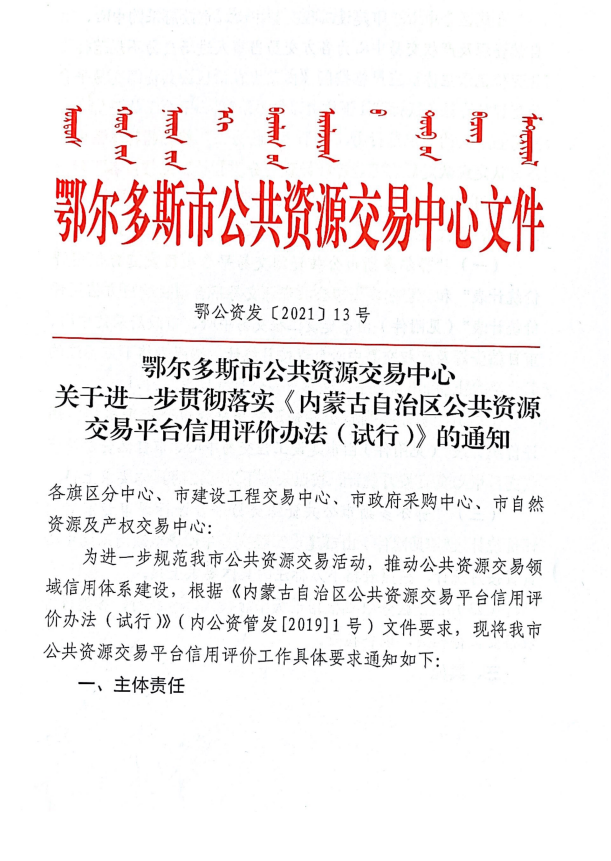 鄂尔多斯市公共资源交易中心文件
鄂公资发〔2021〕13号
鄂尔多斯市公共资源交易中心
关于进一步贯彻落实《内蒙古自治区公共资源
交易平台信用评价办法（试行）》的通知
各旗区分中心、市建设工程交易中心、市政府采购中心、市自然
资源及产权交易中心：
为进一步规范我市公共资源交易活动，推动公共资源交易领
域信用体系建设，根据《内蒙古自治区公共资源交易平台信用评
价办法（试行）》（内公资管发[2019]1号）文件要求，现将我市
公共资源交易平台信用评价工作具体要求通知如下：
一、主体责任